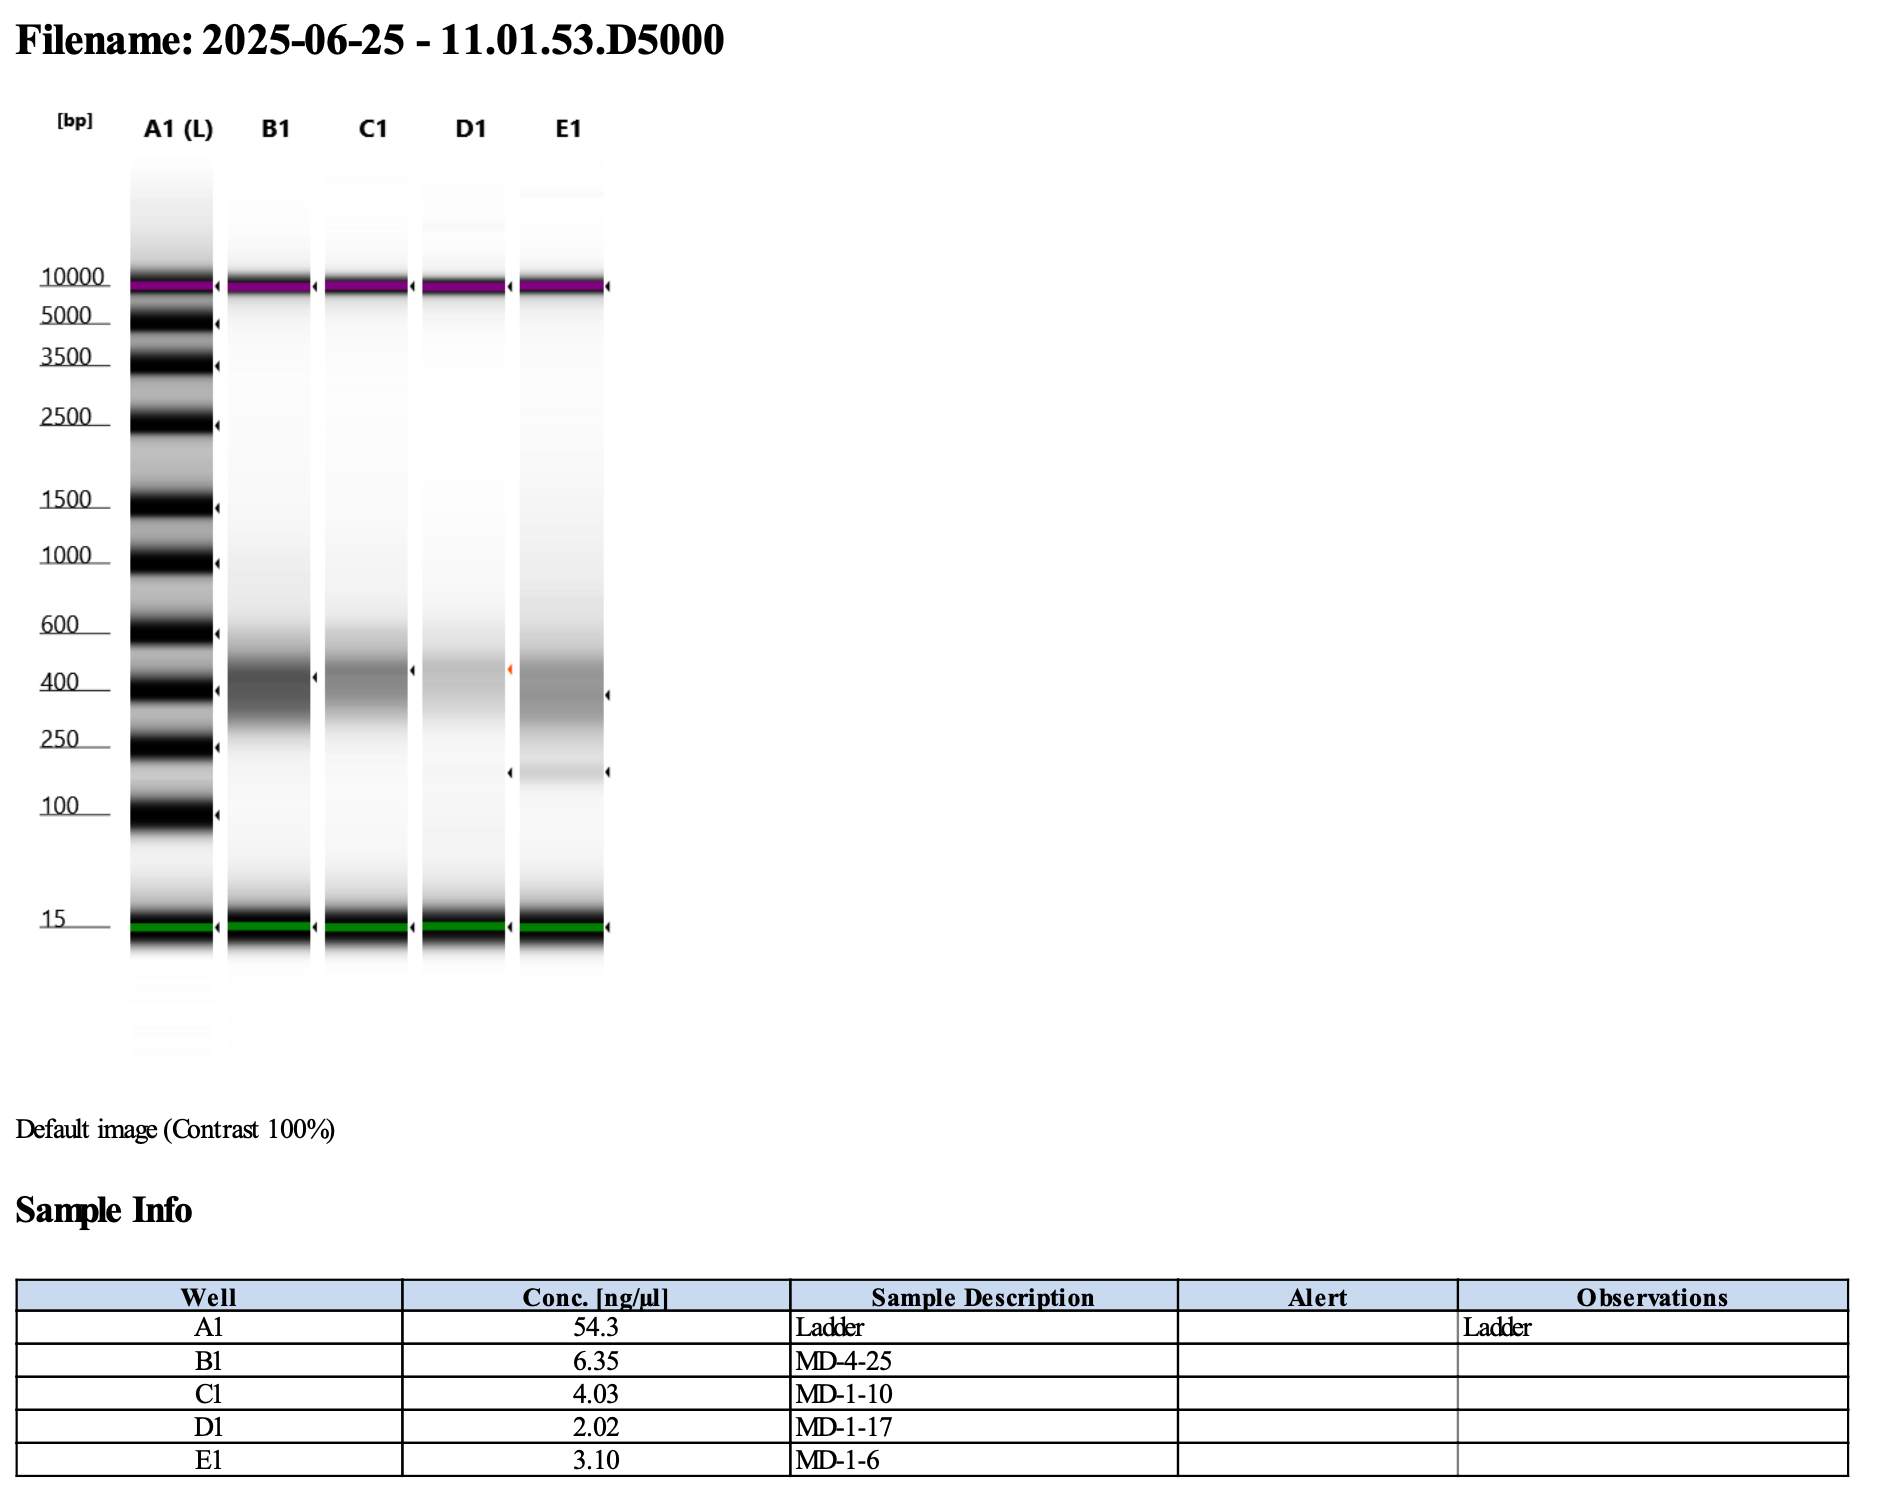 Filename: 2025-06-25 - 11.01.53.D5000
[bp] A1 (L) B1 C1 D1 E1
10000
5000
3500
2500
1500
1000
600
400
250
100
15
Default image (Contrast 100%)
Sample Info
Well Conc. [ng/µl] Sample Description Alert Observations
A1 54.3 Ladder Ladder
B1 6.35 MD-4-25
C1 4.03 MD-1-10
D1 2.02 MD-1-17
E1 3.10 MD-1-6